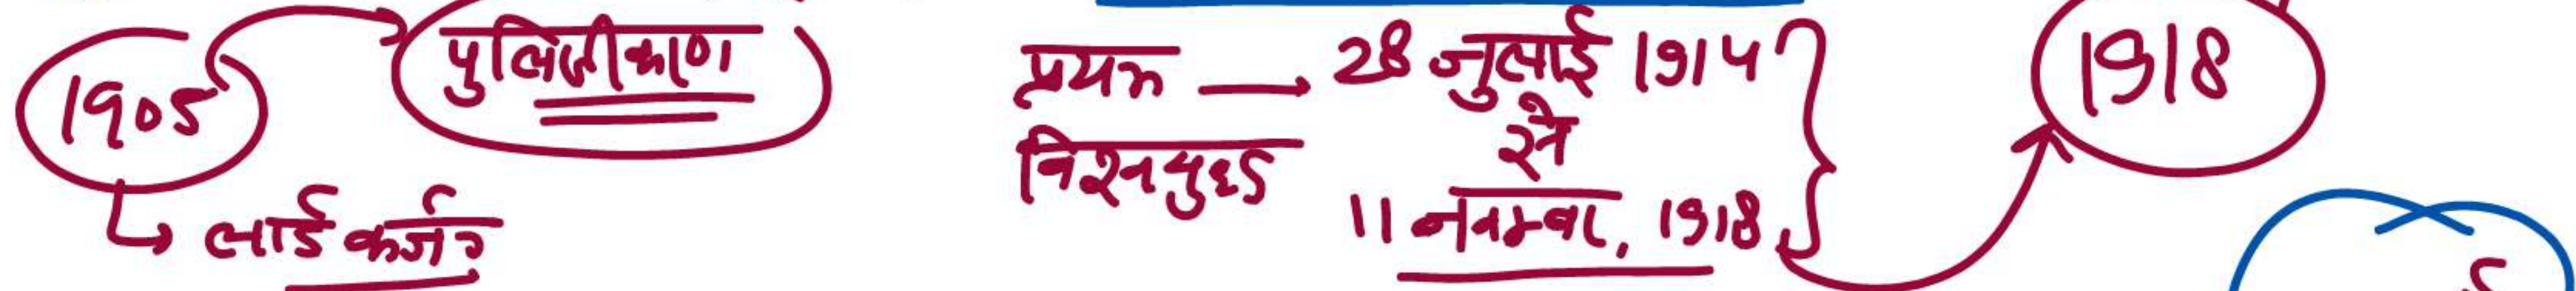 1905
पुलिसीकरण
लार्ड कर्जन
प्रथम → 28 जुलाई 1914
विश्वयुद्ध से
11 नवम्बर, 1918
1918